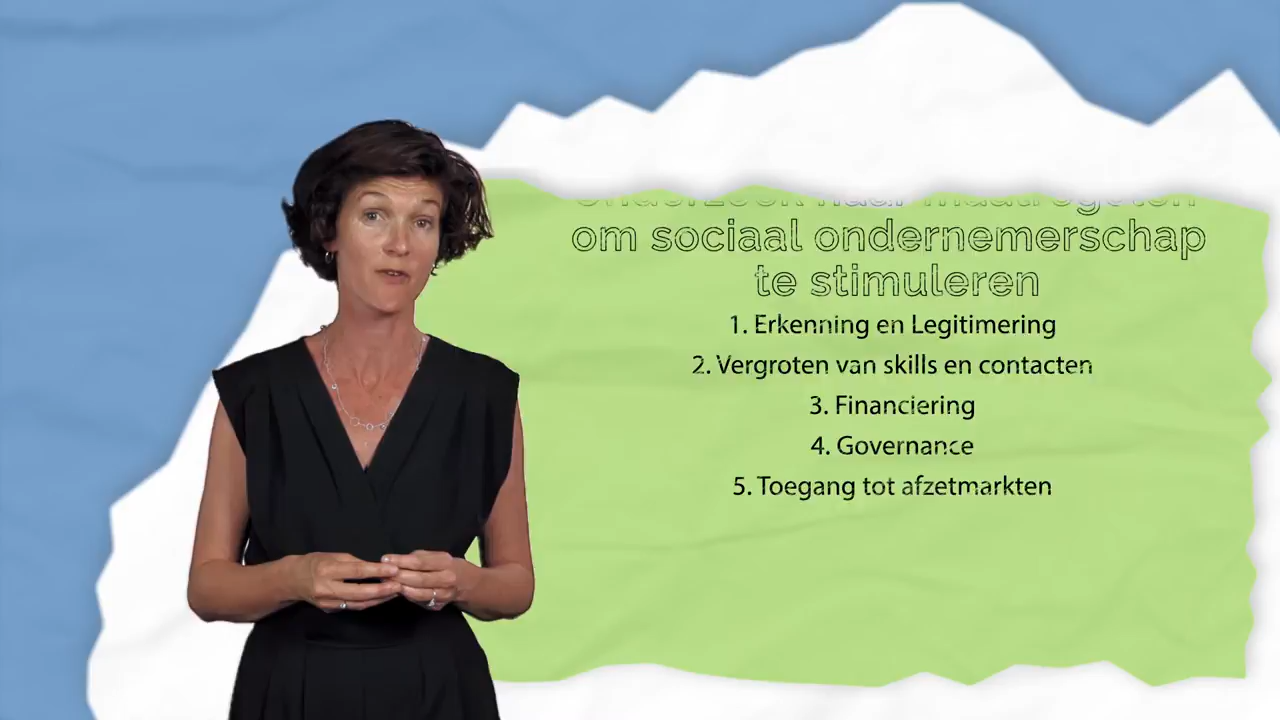 om sociaal ondernemerschap
te stimuleren
1. Erkenning en Legitimering
2. Vergroten van skills en contacten
3. Financiering
4. Governance
5. Toegang tot afzetmarkten